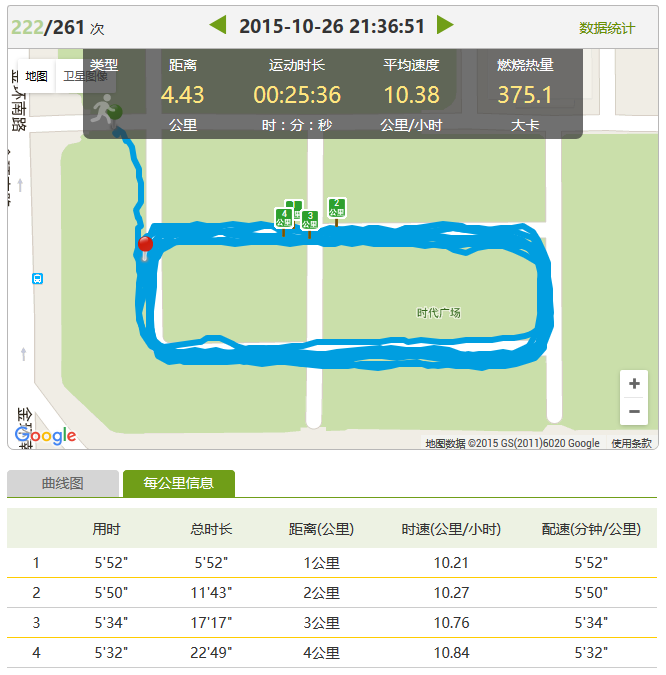 222/261 次
2015-10-26 21:36:51
数据统计
地图
卫星图像
类型 距离 运动时长 平均速度 燃烧热量
4.43 00:25:36 10.38 375.1
公里 时：分：秒 公里/小时 大卡
环南路
4
公里
公里
3
公里
2
公里
时代广场
+
−
金环
Google
地图数据 ©2015 GS(2011)6020 Google 使用条款
曲线图 每公里信息
用时 总时长 距离(公里) 时速(公里/小时) 配速(分钟/公里)
1 5'52" 5'52" 1公里 10.21 5'52"
2 5'50" 11'43" 2公里 10.27 5'50"
3 5'34" 17'17" 3公里 10.76 5'34"
4 5'32" 22'49" 4公里 10.84 5'32"